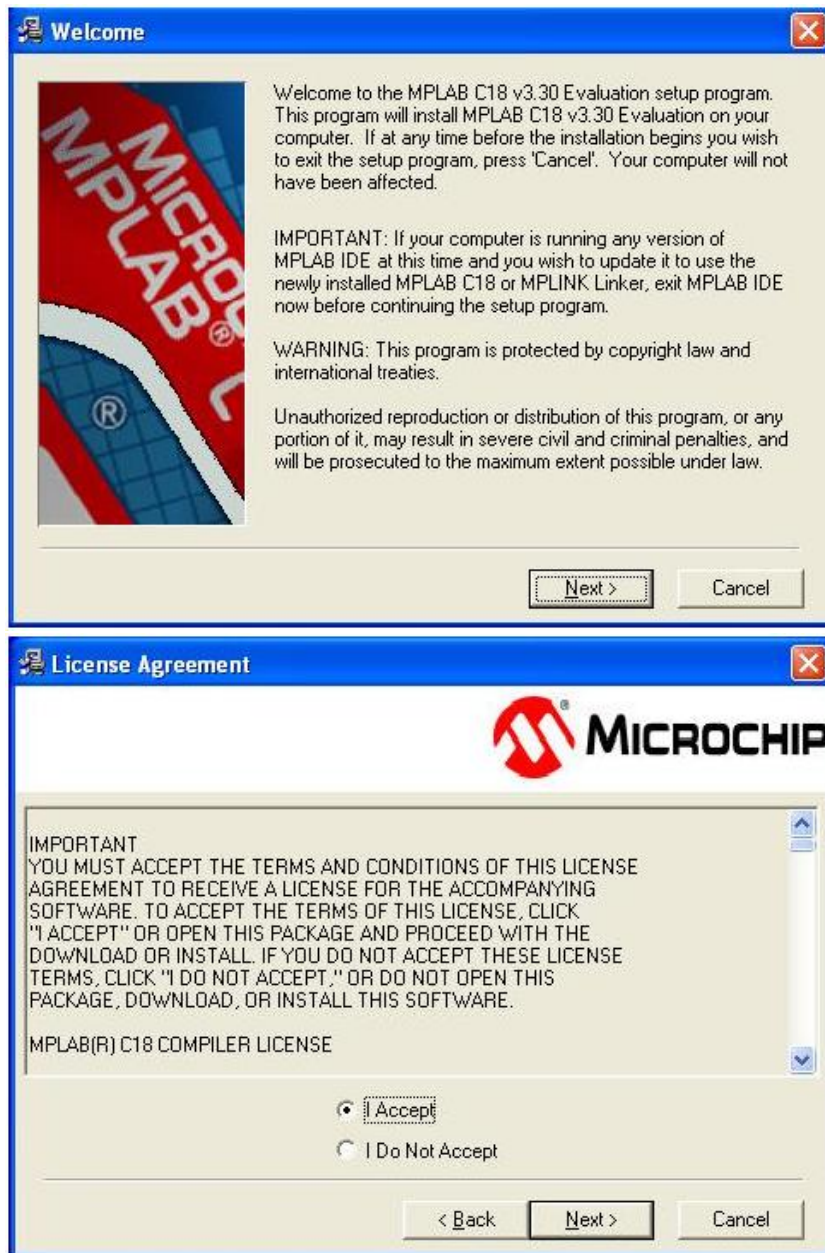 Welcome
MICROC
MPLAB® C
®
Welcome to the MPLAB C18 v3.30 Evaluation setup program.
This program will install MPLAB C18 v3.30 Evaluation on your
computer.  If at any time before the installation begins you wish
to exit the setup program, press 'Cancel'.  Your computer will not
have been affected.
IMPORTANT: If your computer is running any version of
MPLAB IDE at this time and you wish to update it to use the
newly installed MPLAB C18 or MPLINK Linker, exit MPLAB IDE
now before continuing the setup program.
WARNING: This program is protected by copyright law and
international treaties.
Unauthorized reproduction or distribution of this program, or any
portion of it, may result in severe civil and criminal penalties, and
will be prosecuted to the maximum extent possible under law.
Next > Cancel
License Agreement
® MICROCHIP
IMPORTANT
YOU MUST ACCEPT THE TERMS AND CONDITIONS OF THIS LICENSE
AGREEMENT TO RECEIVE A LICENSE FOR THE ACCOMPANYING
SOFTWARE. TO ACCEPT THE TERMS OF THIS LICENSE, CLICK
"I ACCEPT" OR OPEN THIS PACKAGE AND PROCEED WITH THE
DOWNLOAD OR INSTALL. IF YOU DO NOT ACCEPT THESE LICENSE
TERMS, CLICK "I DO NOT ACCEPT," OR DO NOT OPEN THIS
PACKAGE, DOWNLOAD, OR INSTALL THIS SOFTWARE.
MPLAB(R) C18 COMPILER LICENSE
I Accept
I Do Not Accept
< Back Next > Cancel